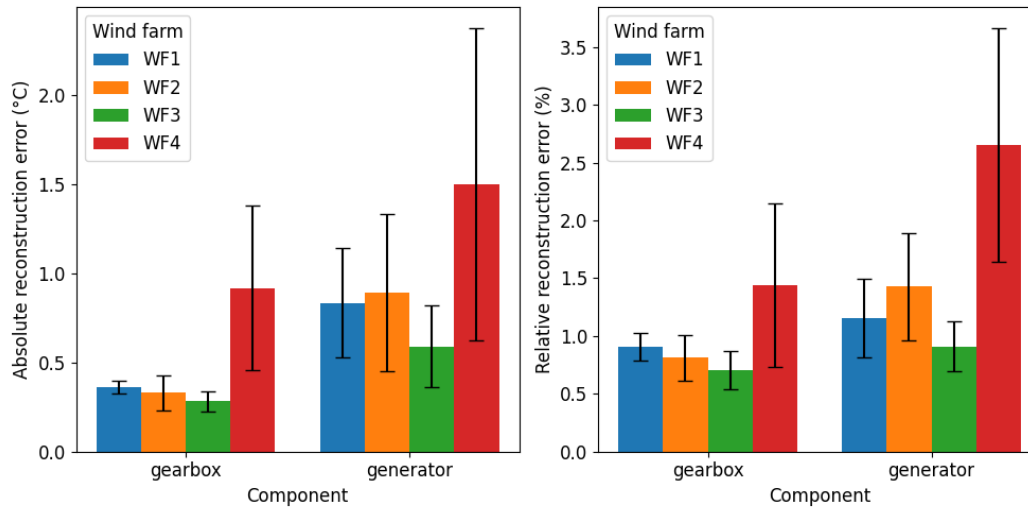 Absolute reconstruction error (°C)
2.0
1.5
1.0
0.5
0.0
Wind farm
WF1
WF2
WF3
WF4
gearbox
generator
Component
Relative reconstruction error (%)
3.5
3.0
2.5
2.0
1.5
1.0
0.5
0.0
Wind farm
WF1
WF2
WF3
WF4
gearbox
generator
Component